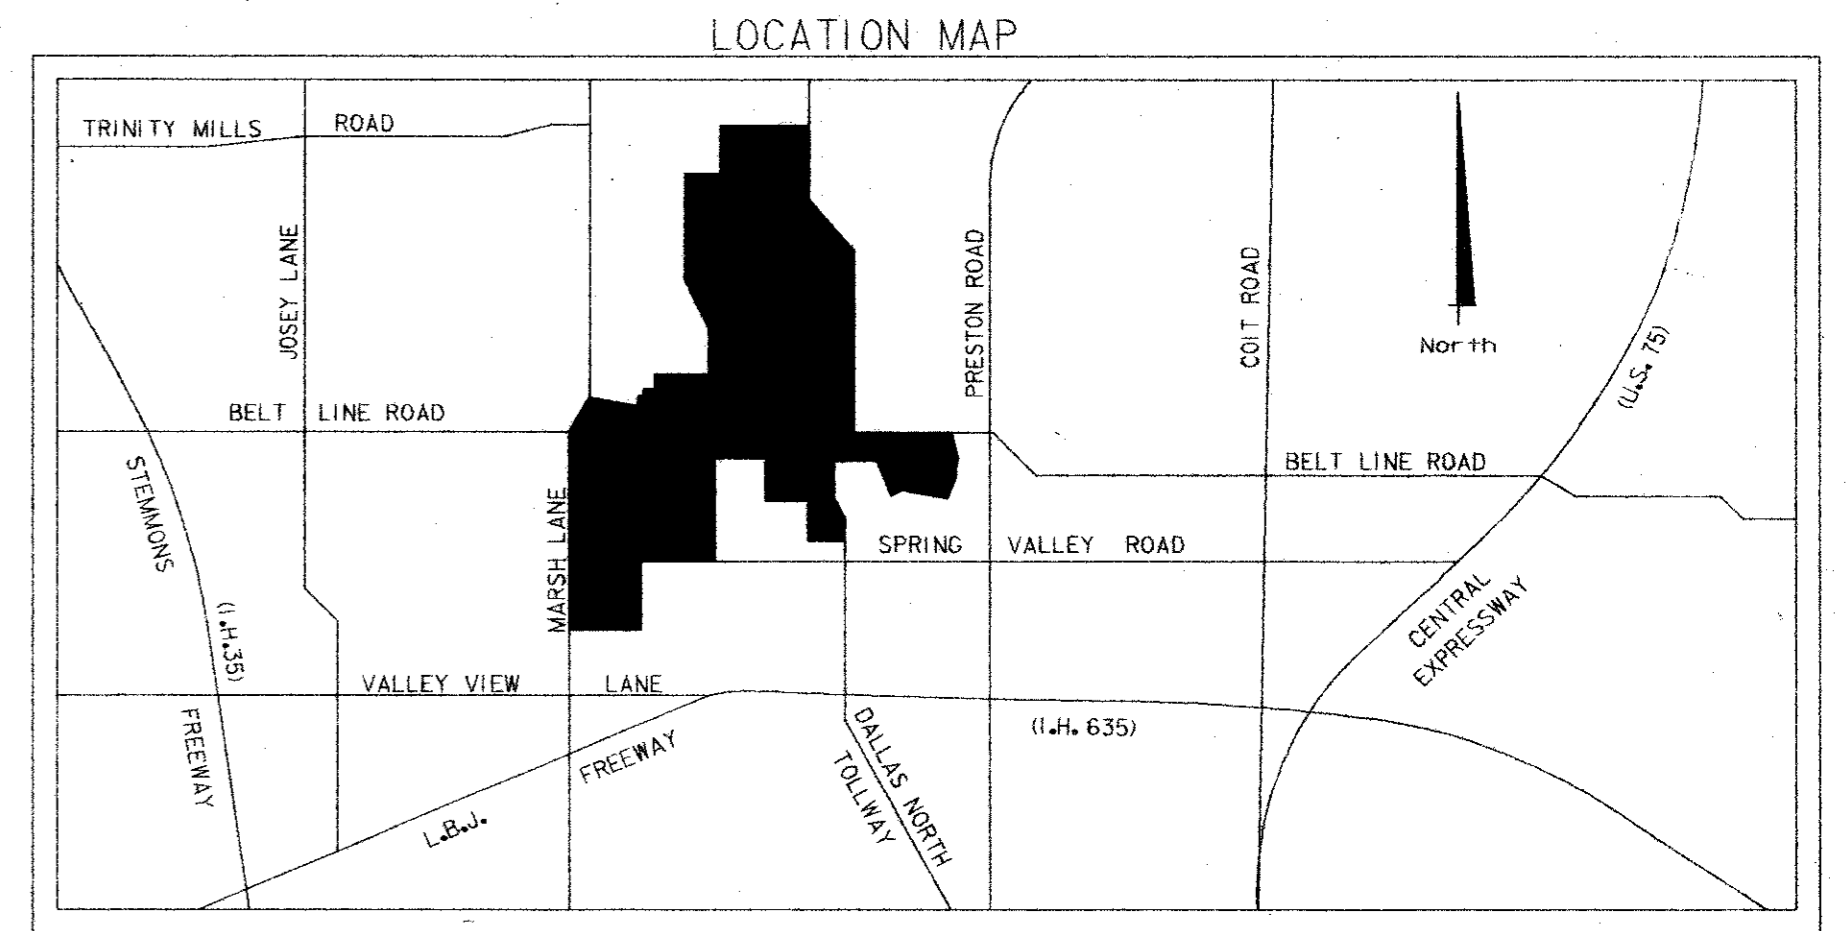 LOCATION MAP
TRINITY MILLS ROAD
JOSEY LANE
PRESTON ROAD
COIT ROAD
North
(U.S. 75)
BELT LINE ROAD
BELT LINE ROAD
STEMMONS
(I.H.35)
FREEWAY
MARSH LANE
SPRING VALLEY ROAD
CENTRAL
EXPRESSWAY
VALLEY VIEW LANE
(I.H. 635)
L.B.J. FREEWAY
DALLAS NORTH
TOLLWAY